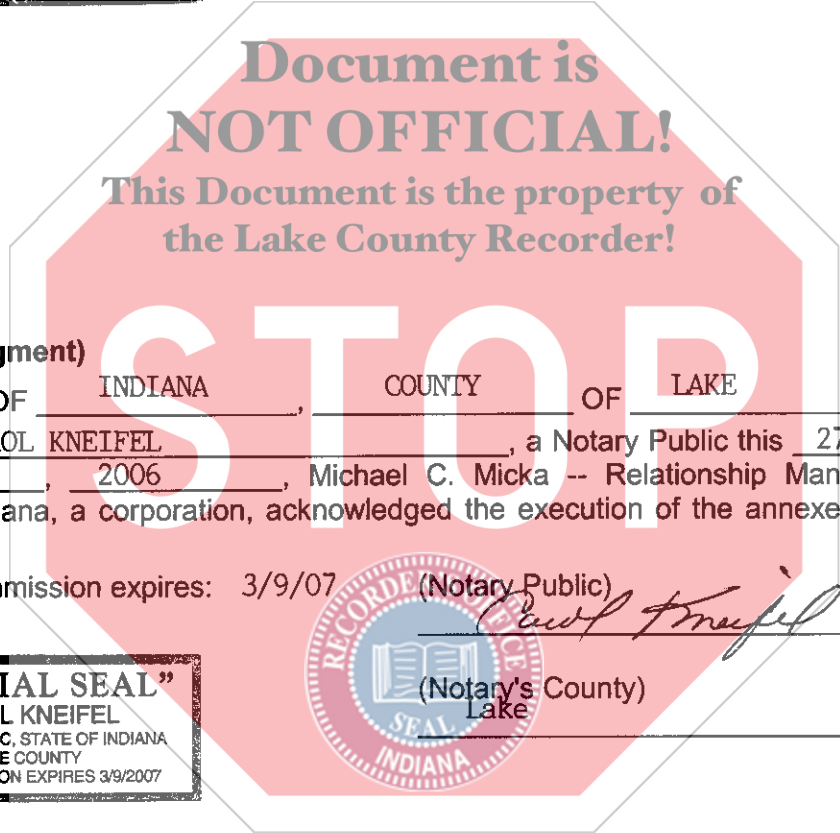 Document is
NOT OFFICIAL!
This Document is the property of
the Lake County Recorder!
STOP
gment)
OF INDIANA, COUNTY OF LAKE
OL KNEIFEL, a Notary Public this 27
, 2006, Michael C. Micka -- Relationship Man
ana, a corporation, acknowledged the execution of the annexe
mission expires: 3/9/07 (Notary Public)
Carol Kneifel
RECORDER'S OFFICE
SEAL
INDIANA
(Notary's County)
Lake
IAL SEAL”
L KNEIFEL
C, STATE OF INDIANA
E COUNTY
ON EXPIRES 3/9/2007